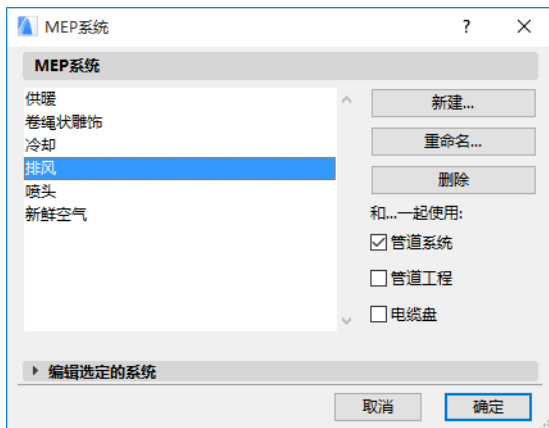 MEP系统
MEP系统
供暖
卷绳状雕饰
冷却
排风
喷头
新鲜空气
新建...
重命名...
删除
和...一起使用:
管道系统
管道工程
电缆盘
编辑选定的系统
取消
确定